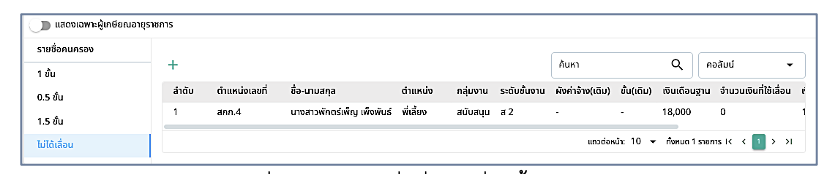 แสดงเฉพาะผู้เกษียณอายุราชการ
รายชื่อคนครอง
1 ขั้น
0.5 ขั้น
1.5 ขั้น
ไม่ได้เลื่อน
+
ค้นหา
คอลัมน์
ลำดับ ตำแหน่งเลขที่ ชื่อ-นามสกุล ตำแหน่ง กลุ่มงาน ระดับชั้นงาน ผังค่าจ้าง(เดิม) ขั้น(เดิม) เงินเดือนฐาน จำนวนเงินที่ใช้เลื่อน
1 สกก.4 นางสาวพักตร์เพ็ญ เพ็งพันธ์ พี่เลี้ยง สนับสนุน ส 2 - - 18,000 0 1
แถวต่อหน้า: 10 ทั้งหมด 1 รายการ 1